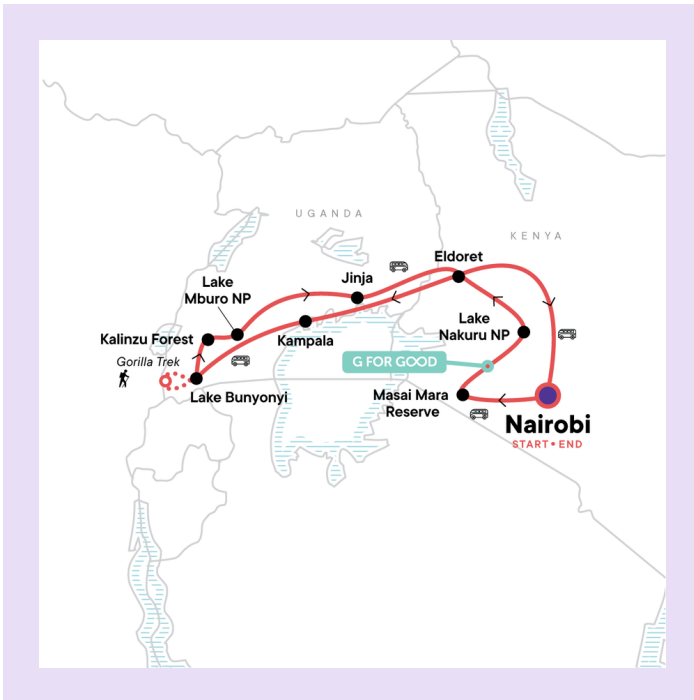 UGANDA
KENYA
Eldoret
Jinja
Lake
Mburo NP
Lake
Nakuru NP
Kalinzu Forest
Kampala
Gorilla Trek
G FOR GOOD
Lake Bunyonyi
Masai Mara
Reserve
Nairobi
START • END